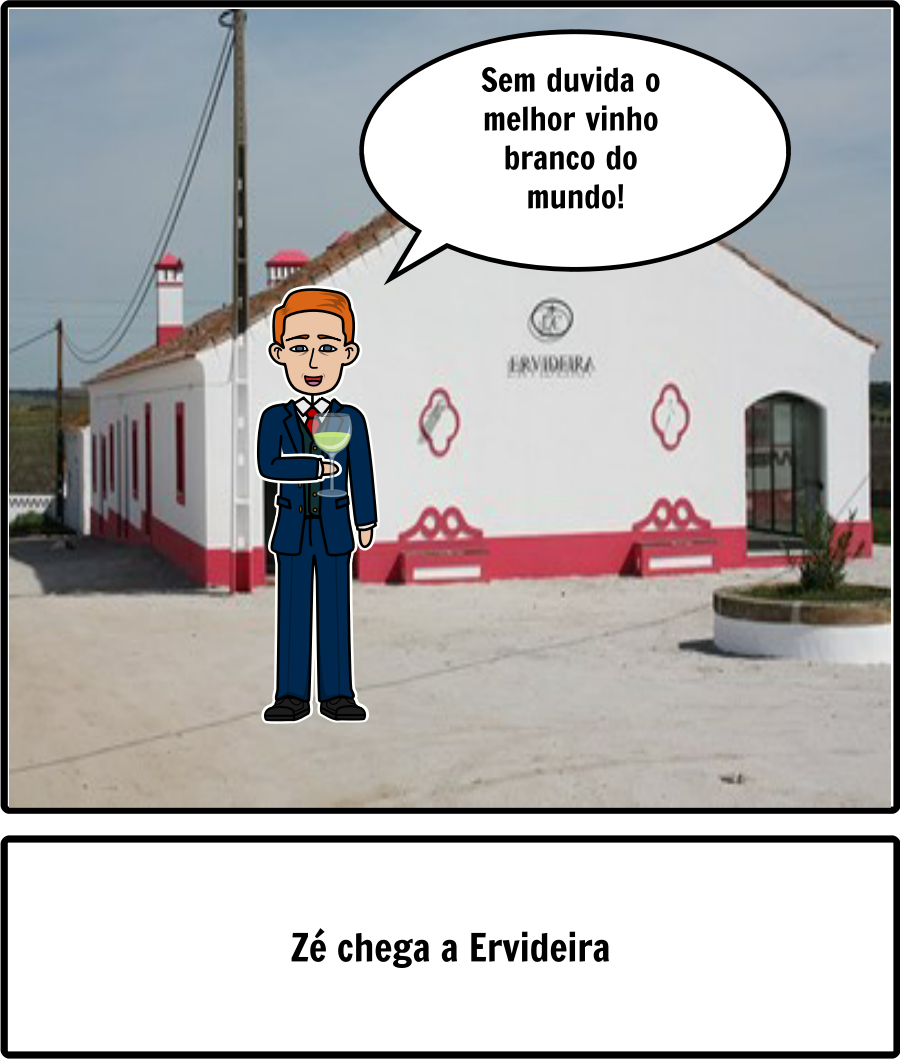 Sem duvida o
melhor vinho
branco do
mundo!
ERVIDEIRA
Zé chega a Ervideira